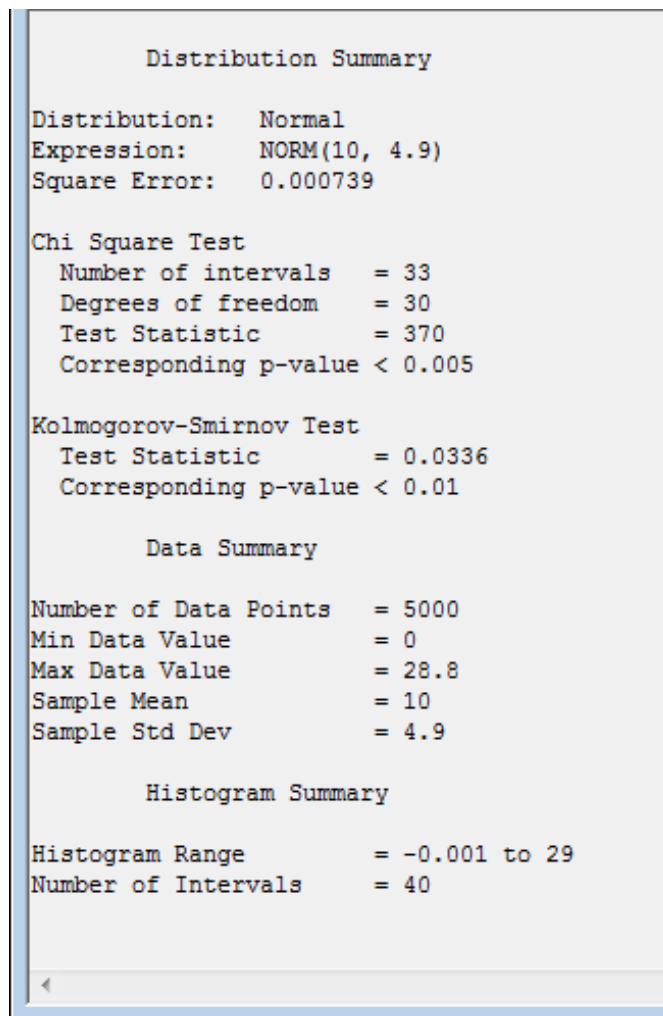 Distribution Summary
Distribution: Normal
Expression: NORM(10, 4.9)
Square Error: 0.000739
Chi Square Test
Number of intervals = 33
Degrees of freedom = 30
Test Statistic = 370
Corresponding p-value < 0.005
Kolmogorov-Smirnov Test
Test Statistic = 0.0336
Corresponding p-value < 0.01
Data Summary
Number of Data Points = 5000
Min Data Value = 0
Max Data Value = 28.8
Sample Mean = 10
Sample Std Dev = 4.9
Histogram Summary
Histogram Range = -0.001 to 29
Number of Intervals = 40